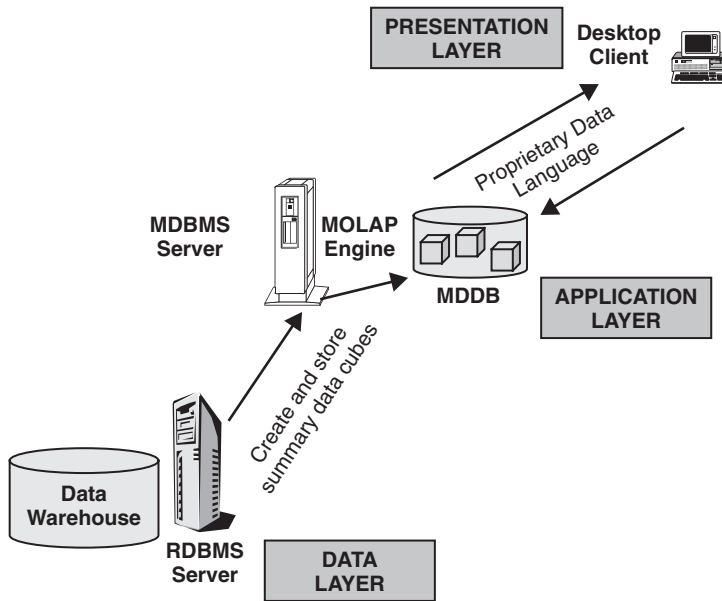 PRESENTATION
LAYER
Desktop
Client
Proprietary Data
Language
MDBMS
Server
MOLAP
Engine
MDDB
APPLICATION
LAYER
Create and store
summary data cubes
Data
Warehouse
RDBMS
Server
DATA
LAYER